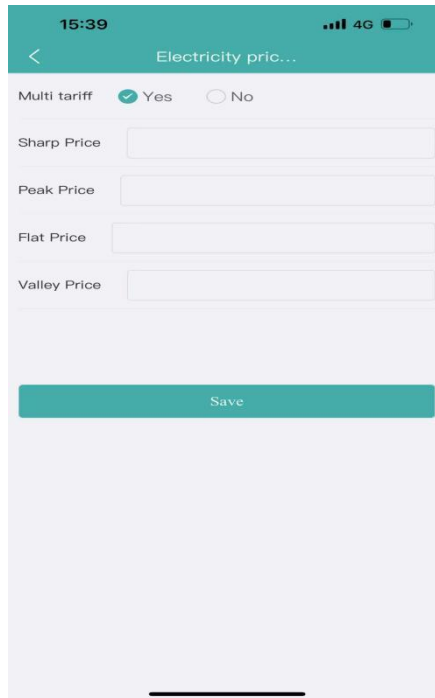 15:39 4G
Electricity pric...
Multi tariff Yes No
Sharp Price
Peak Price
Flat Price
Valley Price
Save